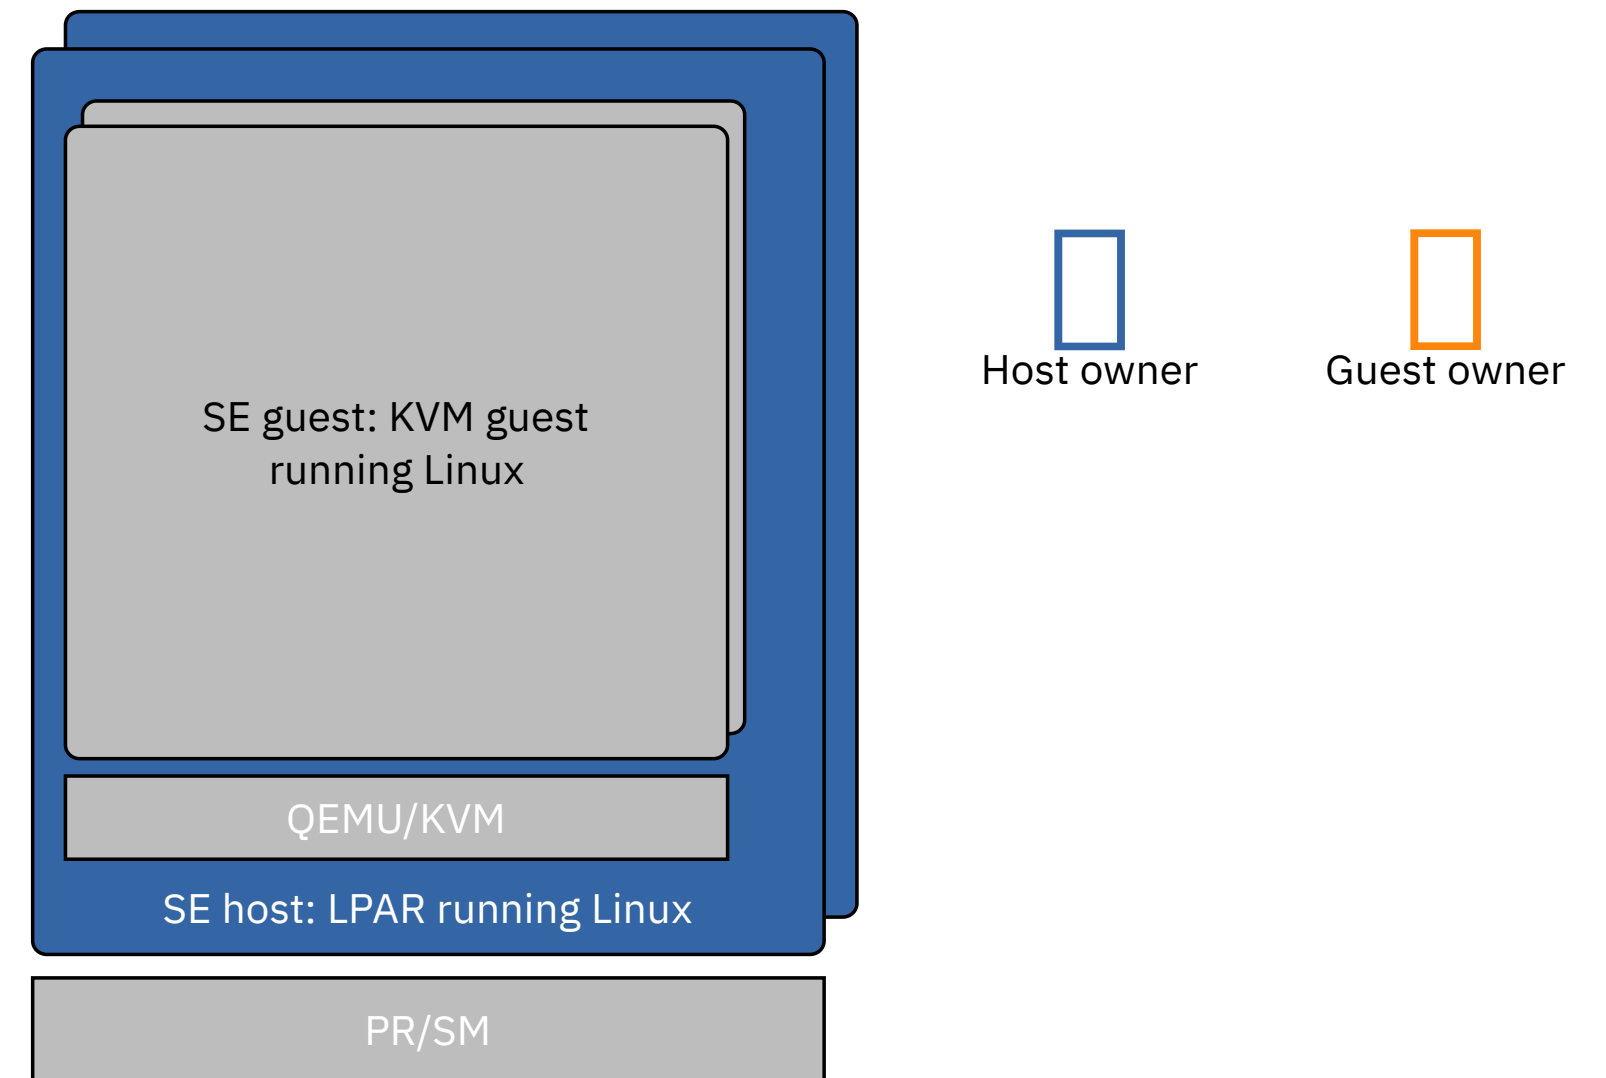 Host owner
Guest owner
SE guest: KVM guest
running Linux
QEMU/KVM
SE host: LPAR running Linux
PR/SM